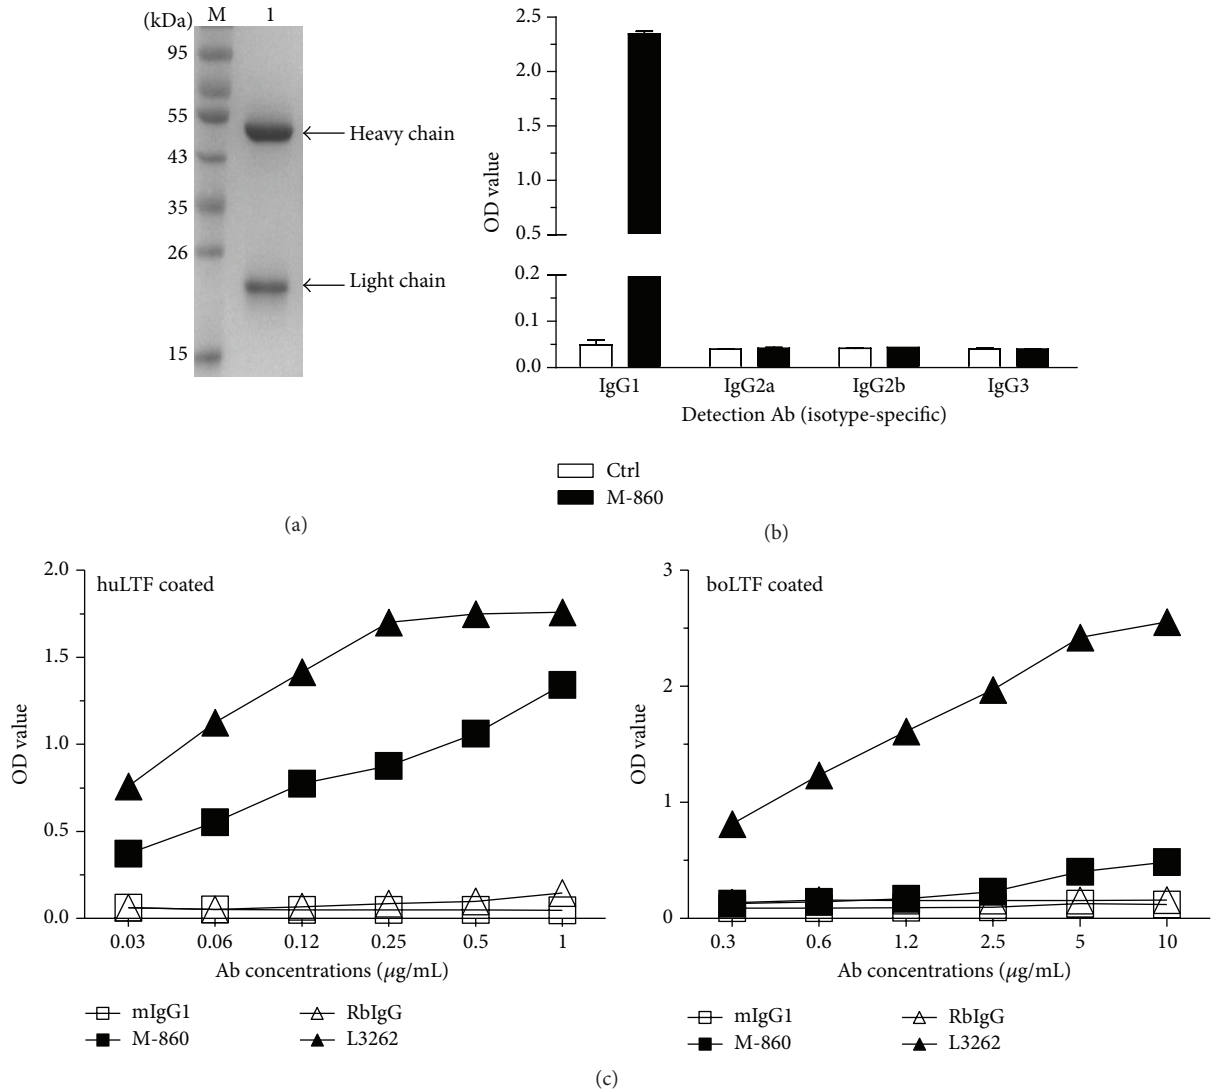 (kDa) M 1
95
55
43
35
26
15
Heavy chain
Light chain
(a)
2.5
2.0
1.5
1.0
0.5
0.2
0.1
0.0
OD value
IgG1 IgG2a IgG2b IgG3
Detection Ab (isotype-specific)
Ctrl
M-860
(b)
huLTF coated
2.0
1.5
1.0
0.5
0.0
OD value
0.03 0.06 0.12 0.25 0.5 1
Ab concentrations (μg/mL)
mIgG1 RbIgG
M-860 L3262
boLTF coated
3
2
1
0
OD value
0.3 0.6 1.2 2.5 5 10
Ab concentrations (μg/mL)
mIgG1 RbIgG
M-860 L3262
(c)